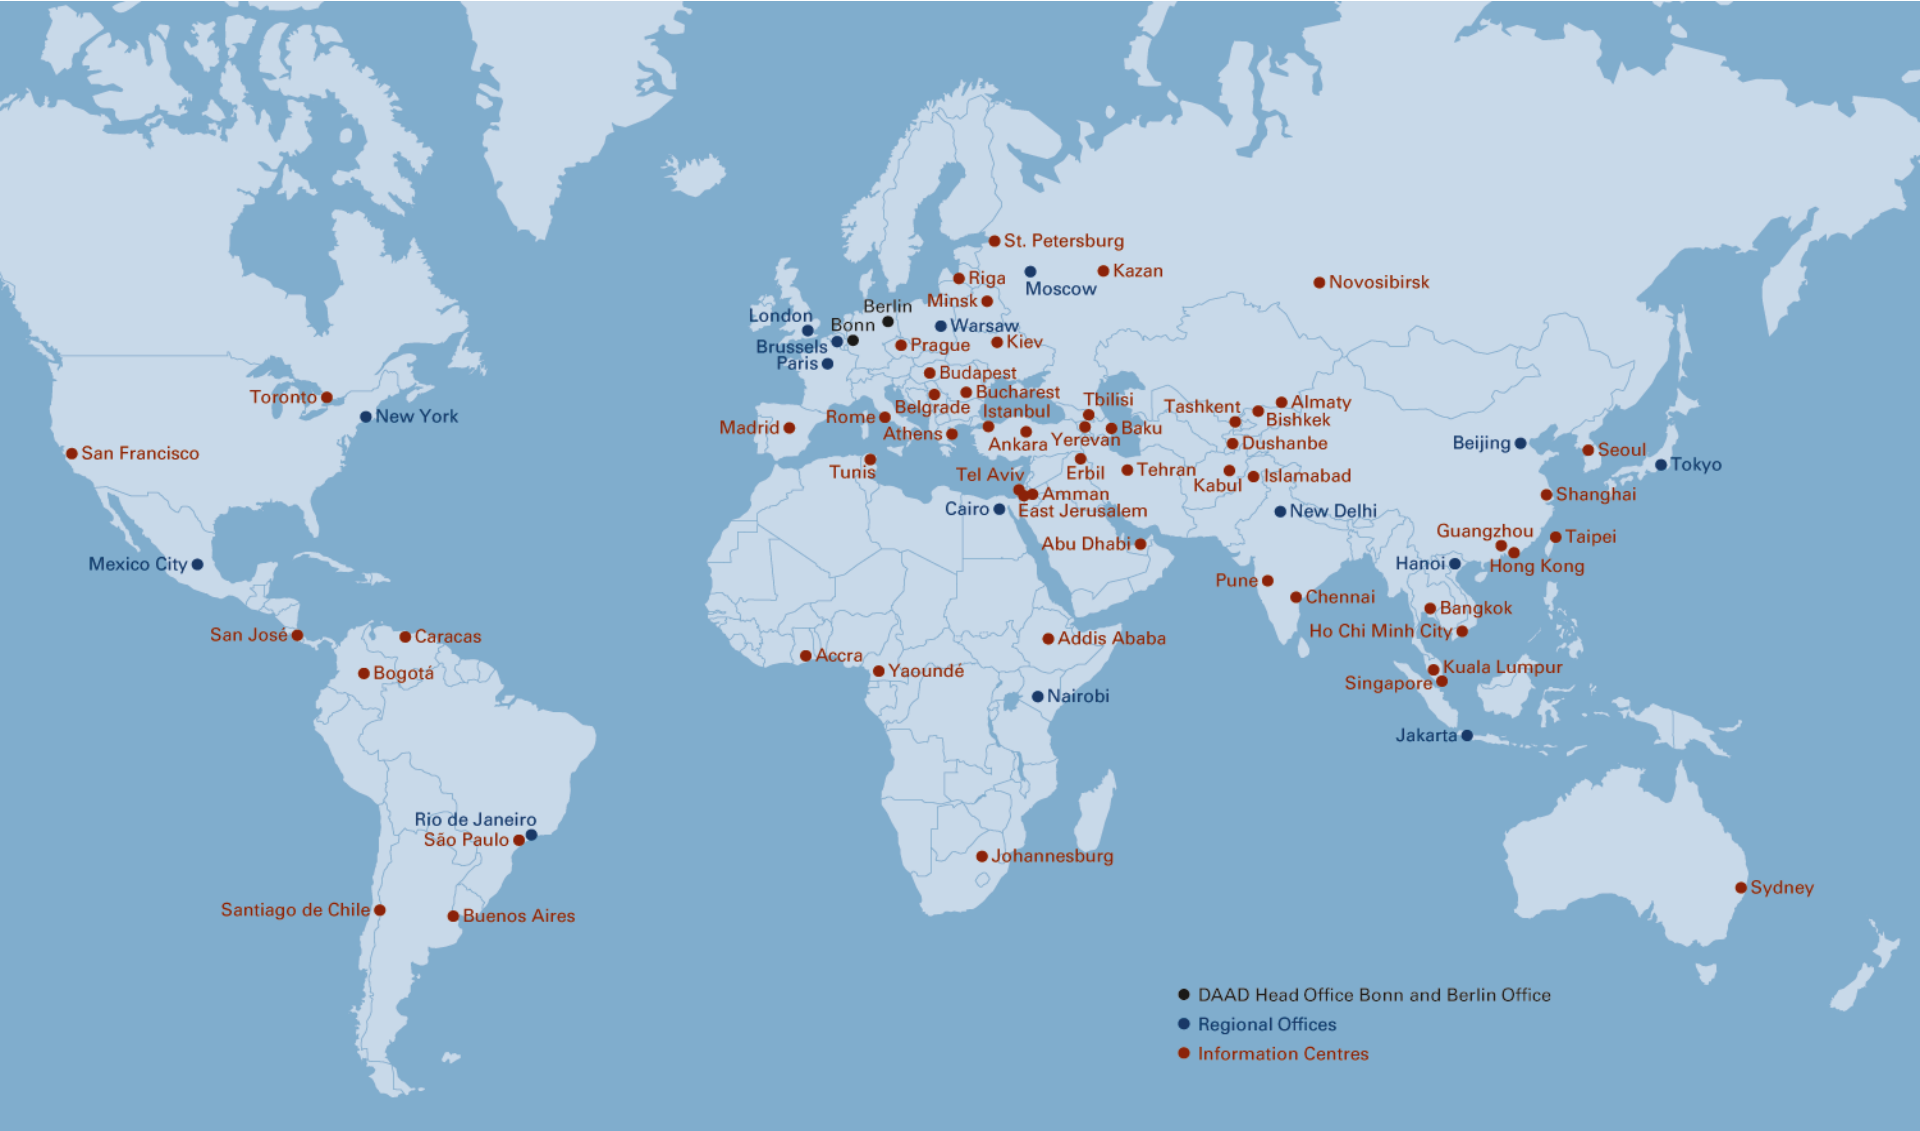 St. Petersburg
Kazan
Riga
Moscow
Novosibirsk
Minsk
Berlin
London
Bonn
Warsaw
Brussels
Prague
Kiev
Paris
Budapest
Bucharest
Toronto
Belgrade
Istanbul
Tbilisi
Tashkent
Almaty
New York
Rome
Bishkek
Madrid
Athens
Ankara
Yerevan
Baku
Dushanbe
Beijing
San Francisco
Seoul
Tokyo
Tunis
Tel Aviv
Erbil
Tehran
Kabul
Islamabad
Amman
Shanghai
Cairo
East Jerusalem
New Delhi
Abu Dhabi
Guangzhou
Taipei
Mexico City
Hanoi
Hong Kong
Pune
Chennai
Bangkok
San José
Caracas
Addis Ababa
Ho Chi Minh City
Accra
Bogotá
Yaoundé
Kuala Lumpur
Singapore
Nairobi
Jakarta
Rio de Janeiro
São Paulo
Johannesburg
Sydney
Santiago de Chile
Buenos Aires
DAAD Head Office Bonn and Berlin Office
Regional Offices
Information Centres